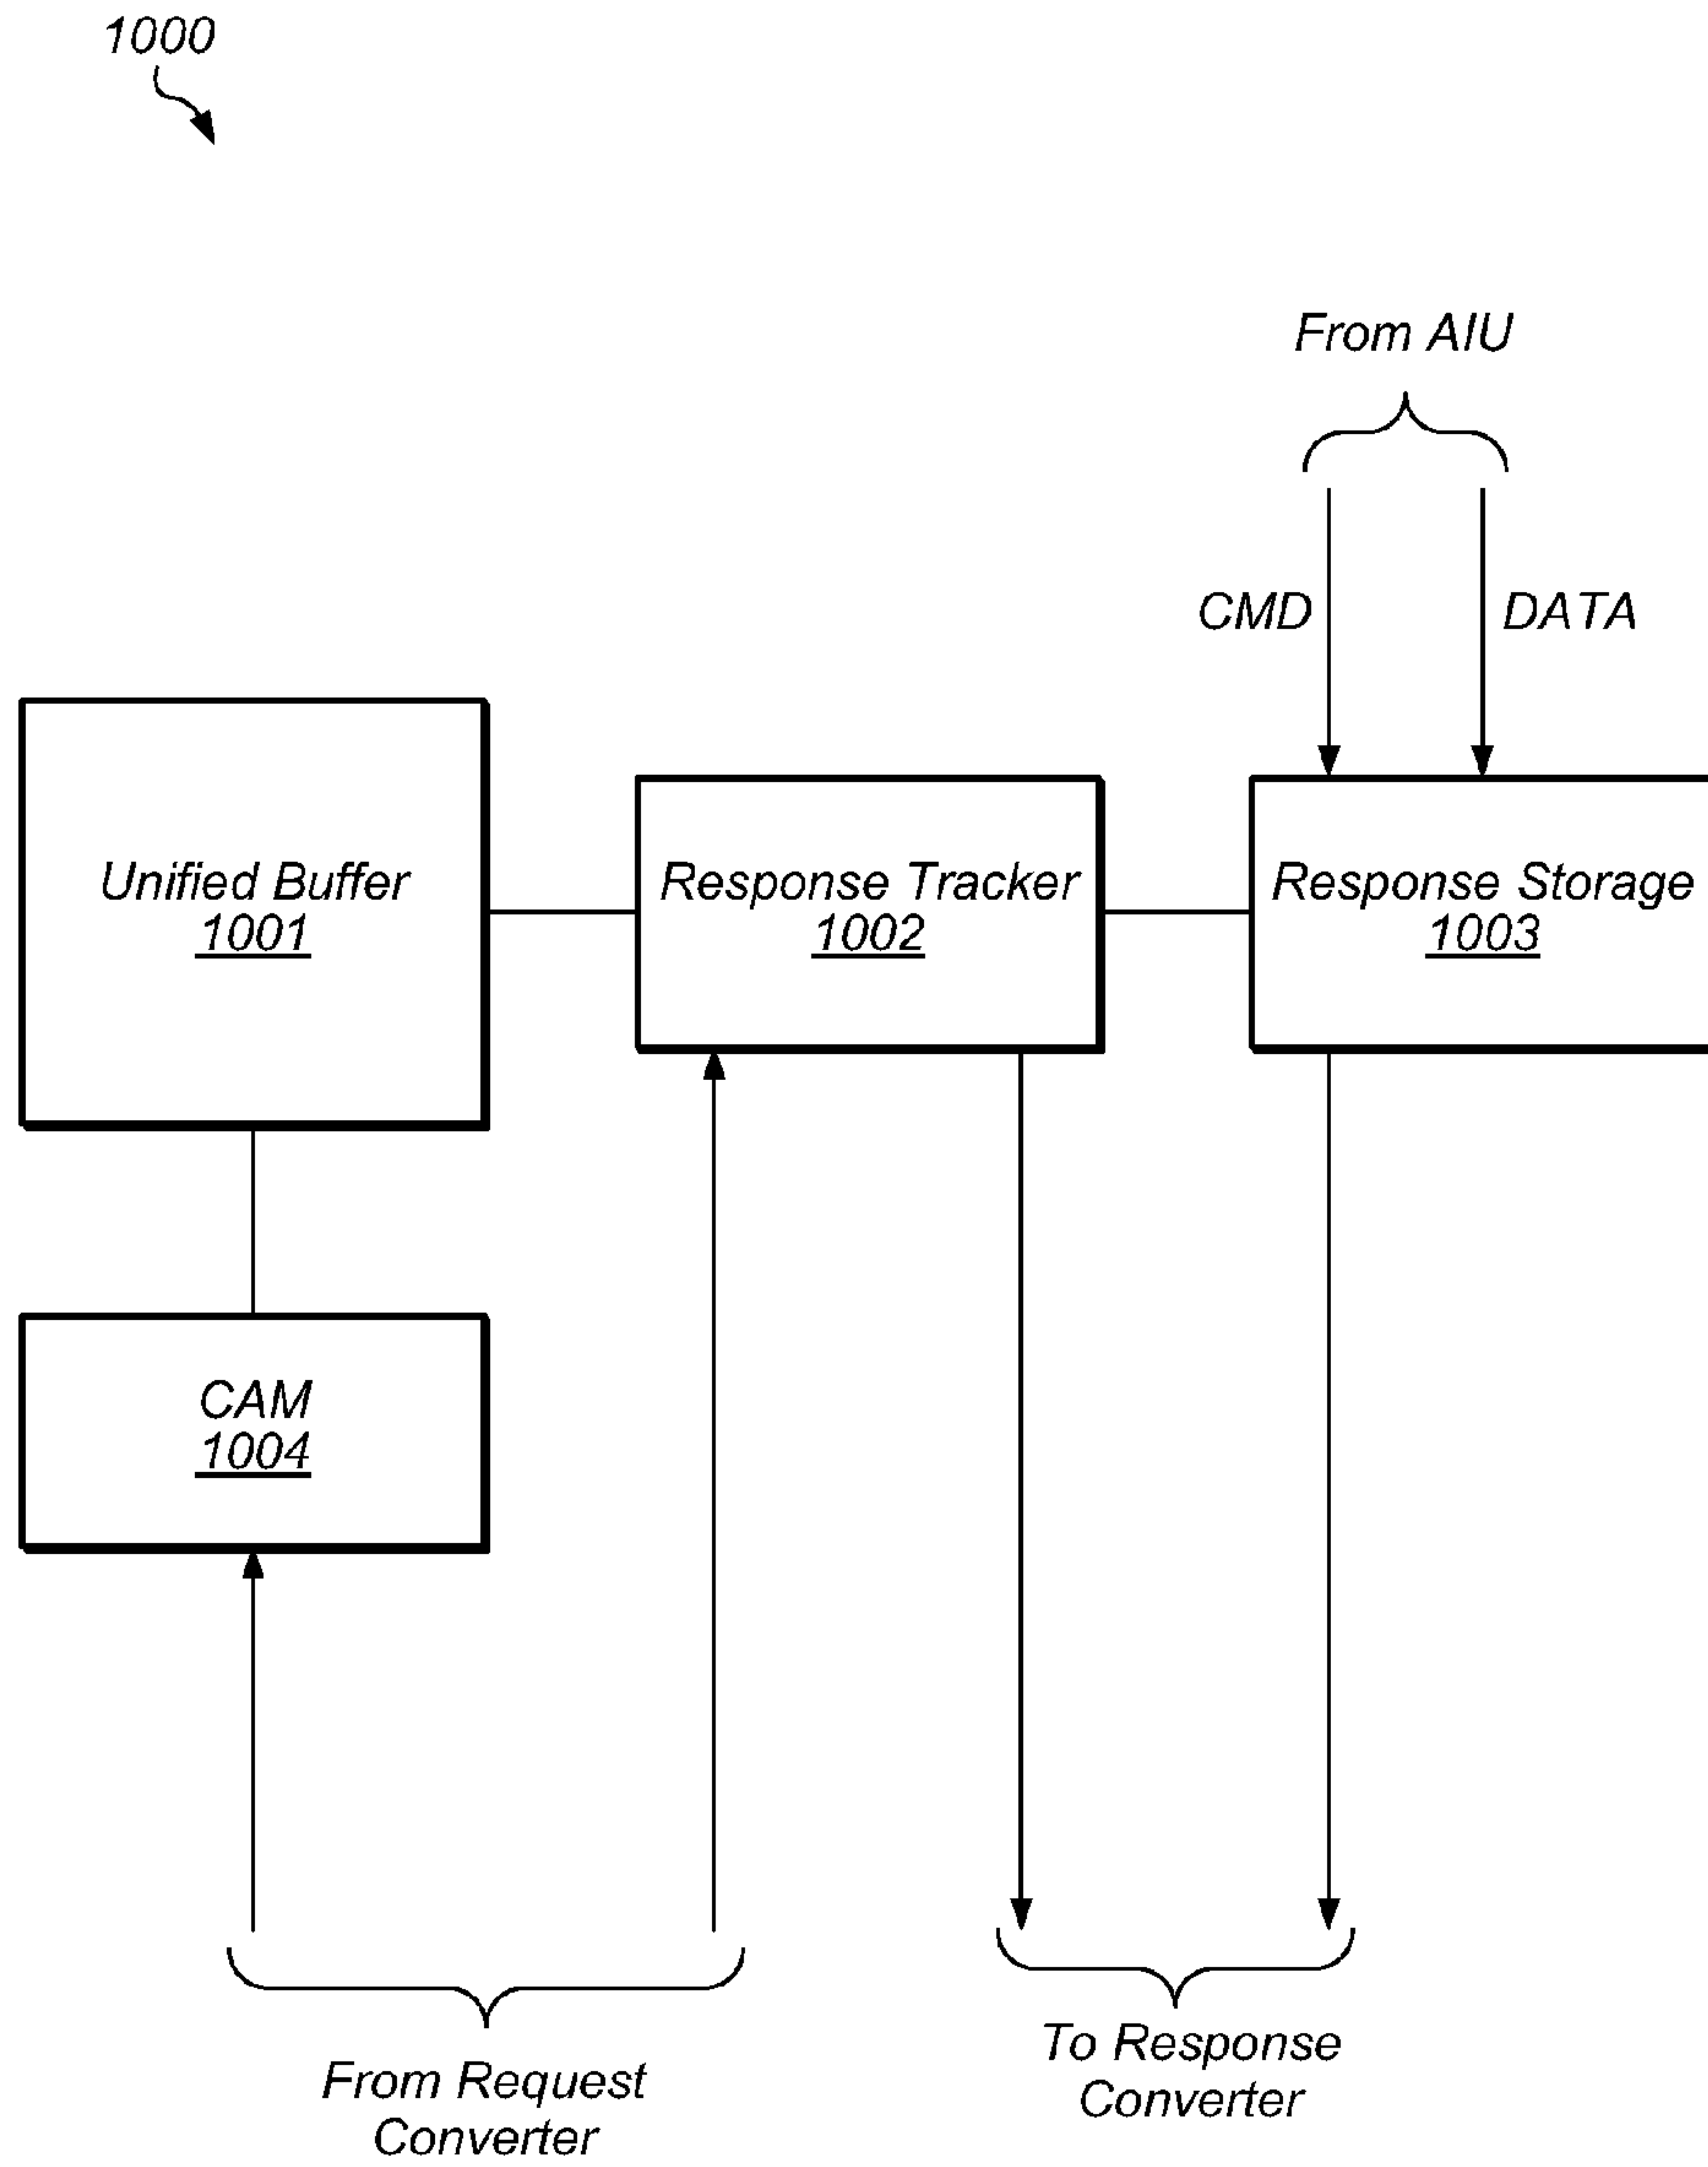 1000
From AIU
CMD
DATA
Unified Buffer
1001
Response Tracker
1002
Response Storage
1003
CAM
1004
To Response
Converter
From Request
Converter